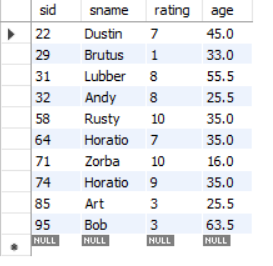 sid sname rating age
22 Dustin 7 45.0
29 Brutus 1 33.0
31 Lubber 8 55.5
32 Andy 8 25.5
58 Rusty 10 35.0
64 Horatio 7 35.0
71 Zorba 10 16.0
74 Horatio 9 35.0
85 Art 3 25.5
95 Bob 3 63.5
NULL NULL NULL NULL